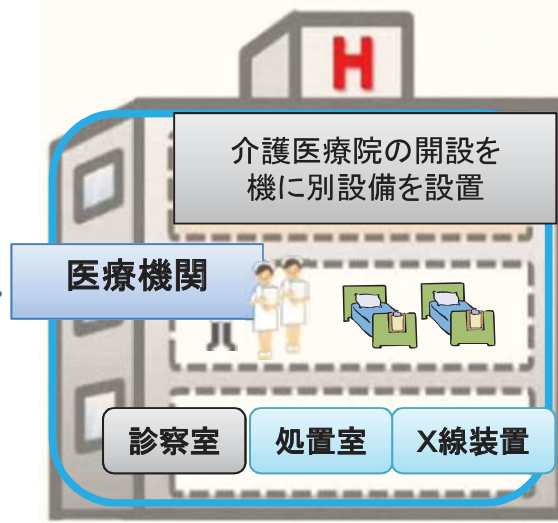 H
介護医療院の開設を
機に別設備を設置
医療機関
診察室
処置室
X線装置